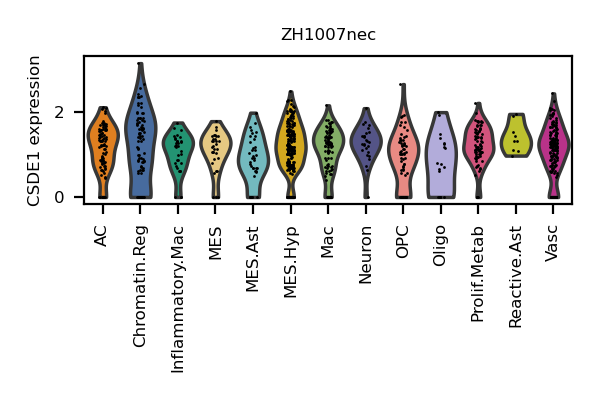 ZH1007nec
CSDE1 expression
2
0
AC
Chromatin.Reg
Inflammatory.Mac
MES
MES.Ast
MES.Hyp
Mac
Neuron
OPC
Oligo
Prolif.Metab
Reactive.Ast
Vasc